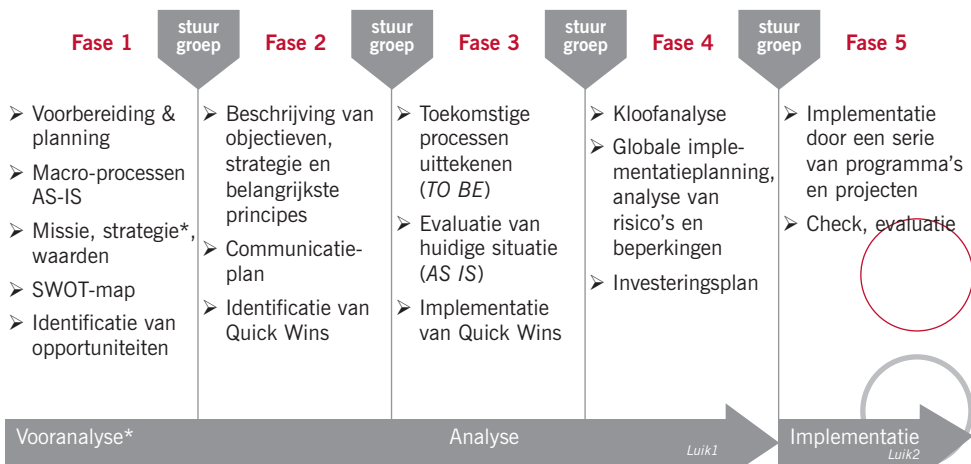 Fase 1
stuur
groep
Fase 2
stuur
groep
Fase 3
stuur
groep
Fase 4
stuur
groep
Fase 5
➢ Voorbereiding &
planning
➢ Macro-processen
AS-IS
➢ Missie, strategie*,
waarden
➢ SWOT-map
➢ Identificatie van
opportuniteiten
➢ Beschrijving van
objectieven,
strategie en
belangrijkste
principes
➢ Communicatie-
plan
➢ Identificatie van
Quick Wins
➢ Toekomstige
processen
uittekenen
(TO BE)
➢ Evaluatie van
huidige situatie
(AS IS)
➢ Implementatie
van Quick Wins
➢ Kloofanalyse
➢ Globale imple-
mentatieplanning,
analyse van
risico's en
beperkingen
➢ Investeringsplan
➢ Implementatie
door een serie
van programma's
en projecten
➢ Check, evaluatie
Vooranalyse*
Analyse
Luik1
Implementatie
Luik2